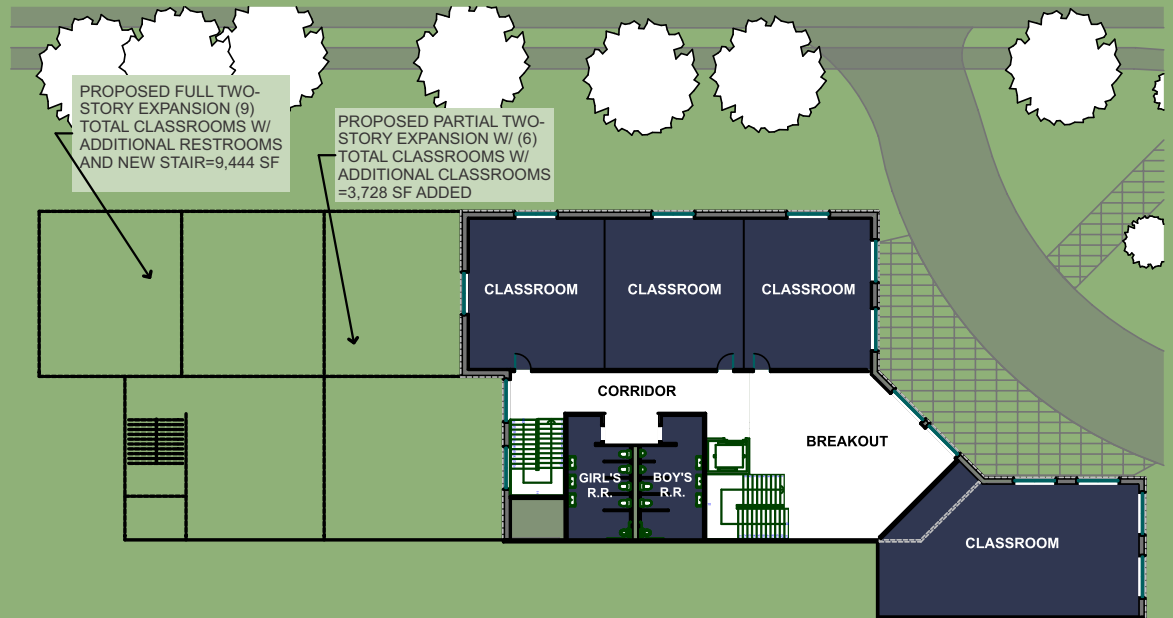 PROPOSED FULL TWO-
STORY EXPANSION (9)
TOTAL CLASSROOMS W/
ADDITIONAL RESTROOMS
AND NEW STAIR=9,444 SF
PROPOSED PARTIAL TWO-
STORY EXPANSION W/ (6)
TOTAL CLASSROOMS W/
ADDITIONAL CLASSROOMS
=3,728 SF ADDED
CLASSROOM
CLASSROOM
CLASSROOM
CORRIDOR
BREAKOUT
GIRL'S
R.R.
BOY'S
R.R.
CLASSROOM